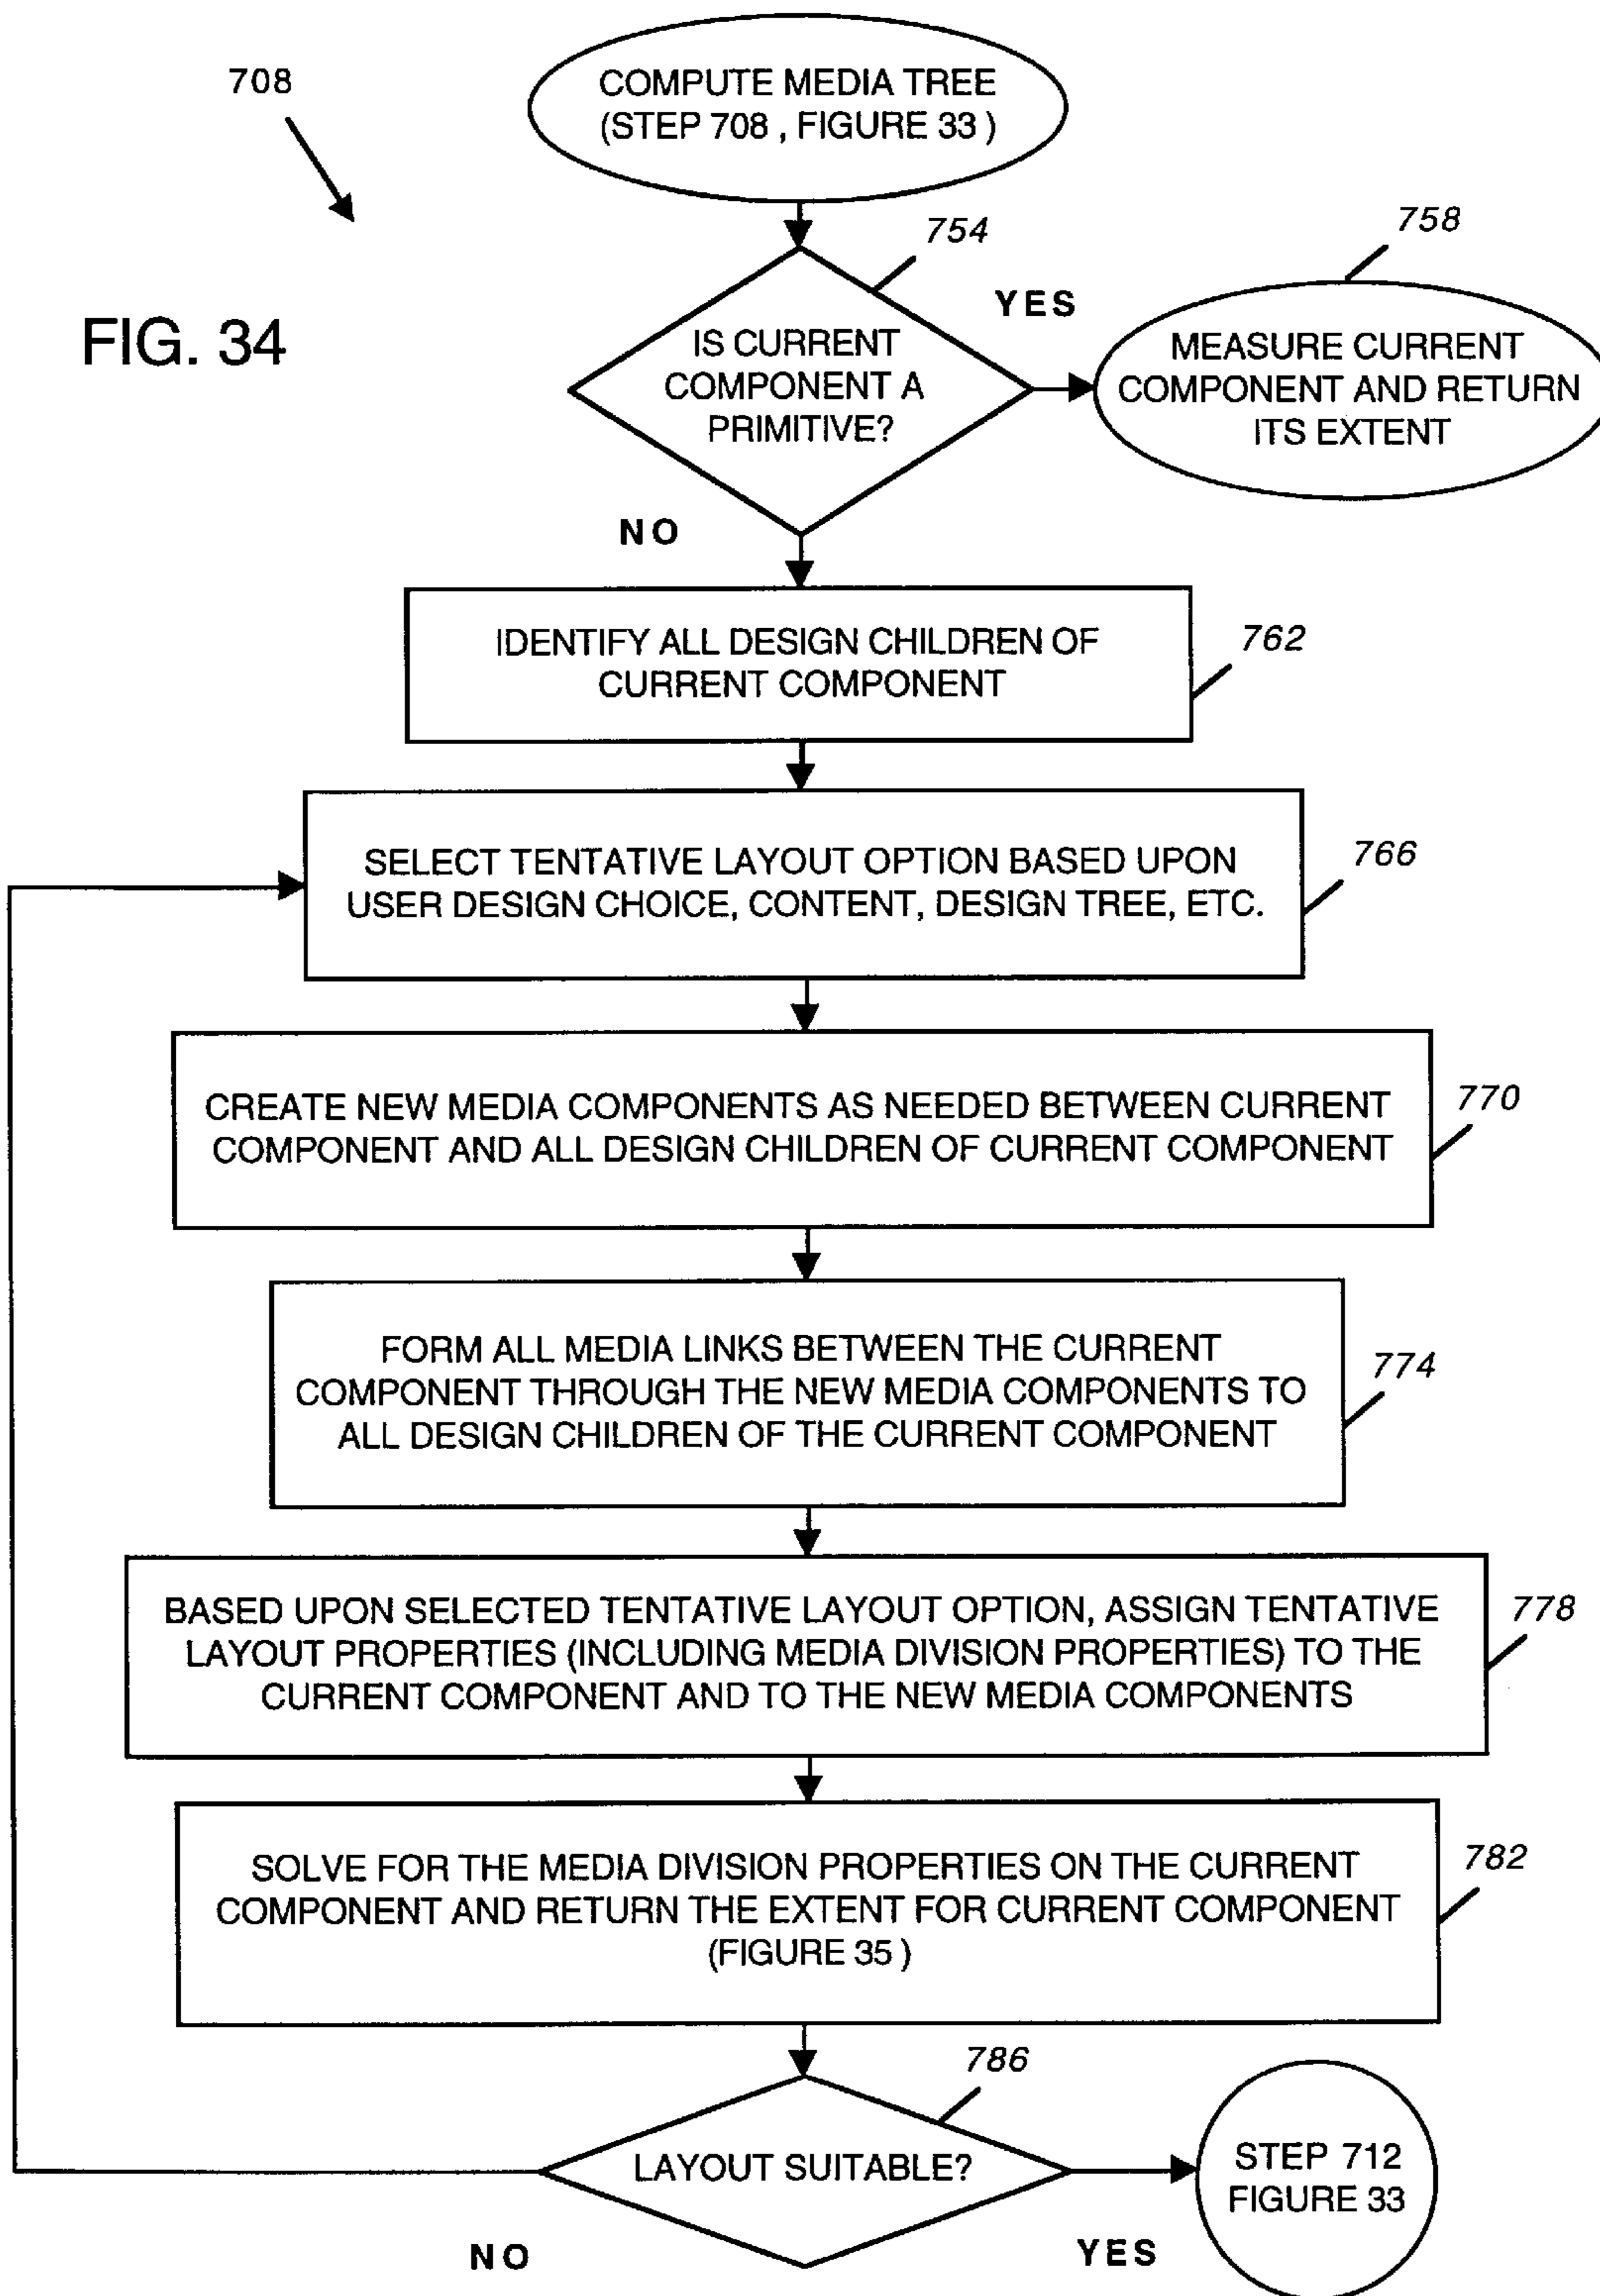 708
COMPUTE MEDIA TREE
(STEP 708 , FIGURE 33 )
FIG. 34
754
758
IS CURRENT
COMPONENT A
PRIMITIVE?
YES
MEASURE CURRENT
COMPONENT AND RETURN
ITS EXTENT
NO
IDENTIFY ALL DESIGN CHILDREN OF
CURRENT COMPONENT
762
SELECT TENTATIVE LAYOUT OPTION BASED UPON
USER DESIGN CHOICE, CONTENT, DESIGN TREE, ETC.
766
CREATE NEW MEDIA COMPONENTS AS NEEDED BETWEEN CURRENT
COMPONENT AND ALL DESIGN CHILDREN OF CURRENT COMPONENT
770
FORM ALL MEDIA LINKS BETWEEN THE CURRENT
COMPONENT THROUGH THE NEW MEDIA COMPONENTS TO
ALL DESIGN CHILDREN OF THE CURRENT COMPONENT
774
BASED UPON SELECTED TENTATIVE LAYOUT OPTION, ASSIGN TENTATIVE
LAYOUT PROPERTIES (INCLUDING MEDIA DIVISION PROPERTIES) TO THE
CURRENT COMPONENT AND TO THE NEW MEDIA COMPONENTS
778
SOLVE FOR THE MEDIA DIVISION PROPERTIES ON THE CURRENT
COMPONENT AND RETURN THE EXTENT FOR CURRENT COMPONENT
(FIGURE 35 )
782
786
LAYOUT SUITABLE?
STEP 712
FIGURE 33
NO
YES